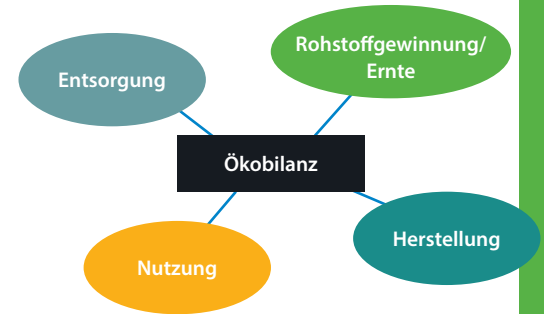 Rohstoffgewinnung/
Ernte
Entsorgung
Ökobilanz
Herstellung
Nutzung